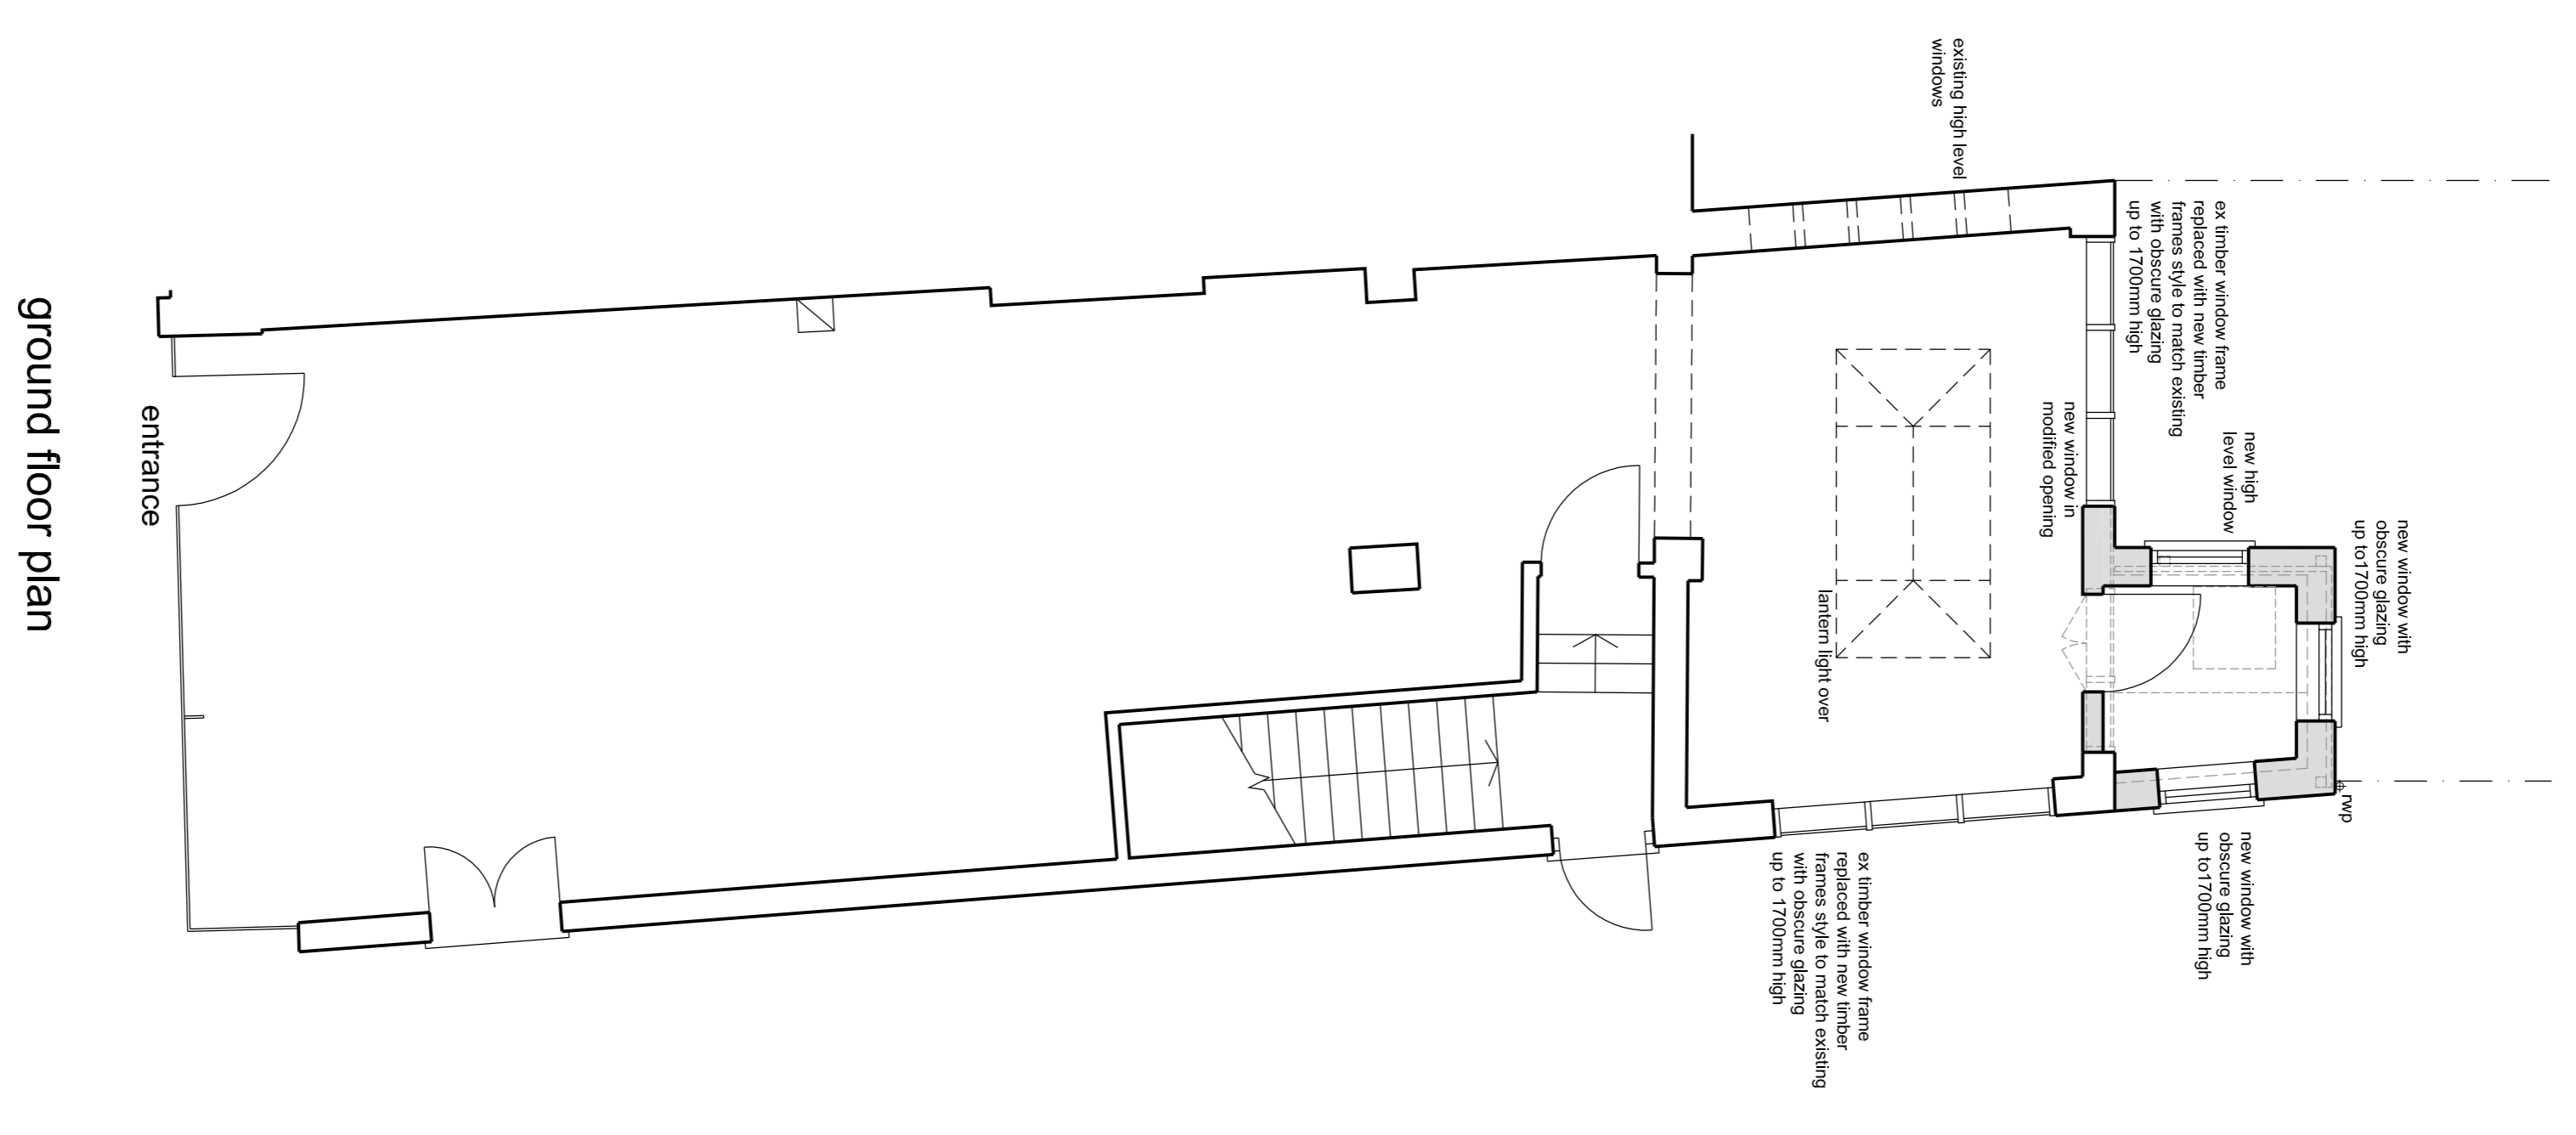 ground floor plan
entrance
existing high level
windows
ex timber window frame
replaced with new timber
frames style to match existing
with obscure glazing
up to 1700mm high
new window in
modified opening
new high
level window
new window with
obscure glazing
up to1700mm high
lantern light over
rwp
new window with
obscure glazing
up to1700mm high
ex timber window frame
replaced with new timber
frames style to match existing
with obscure glazing
up to 1700mm high